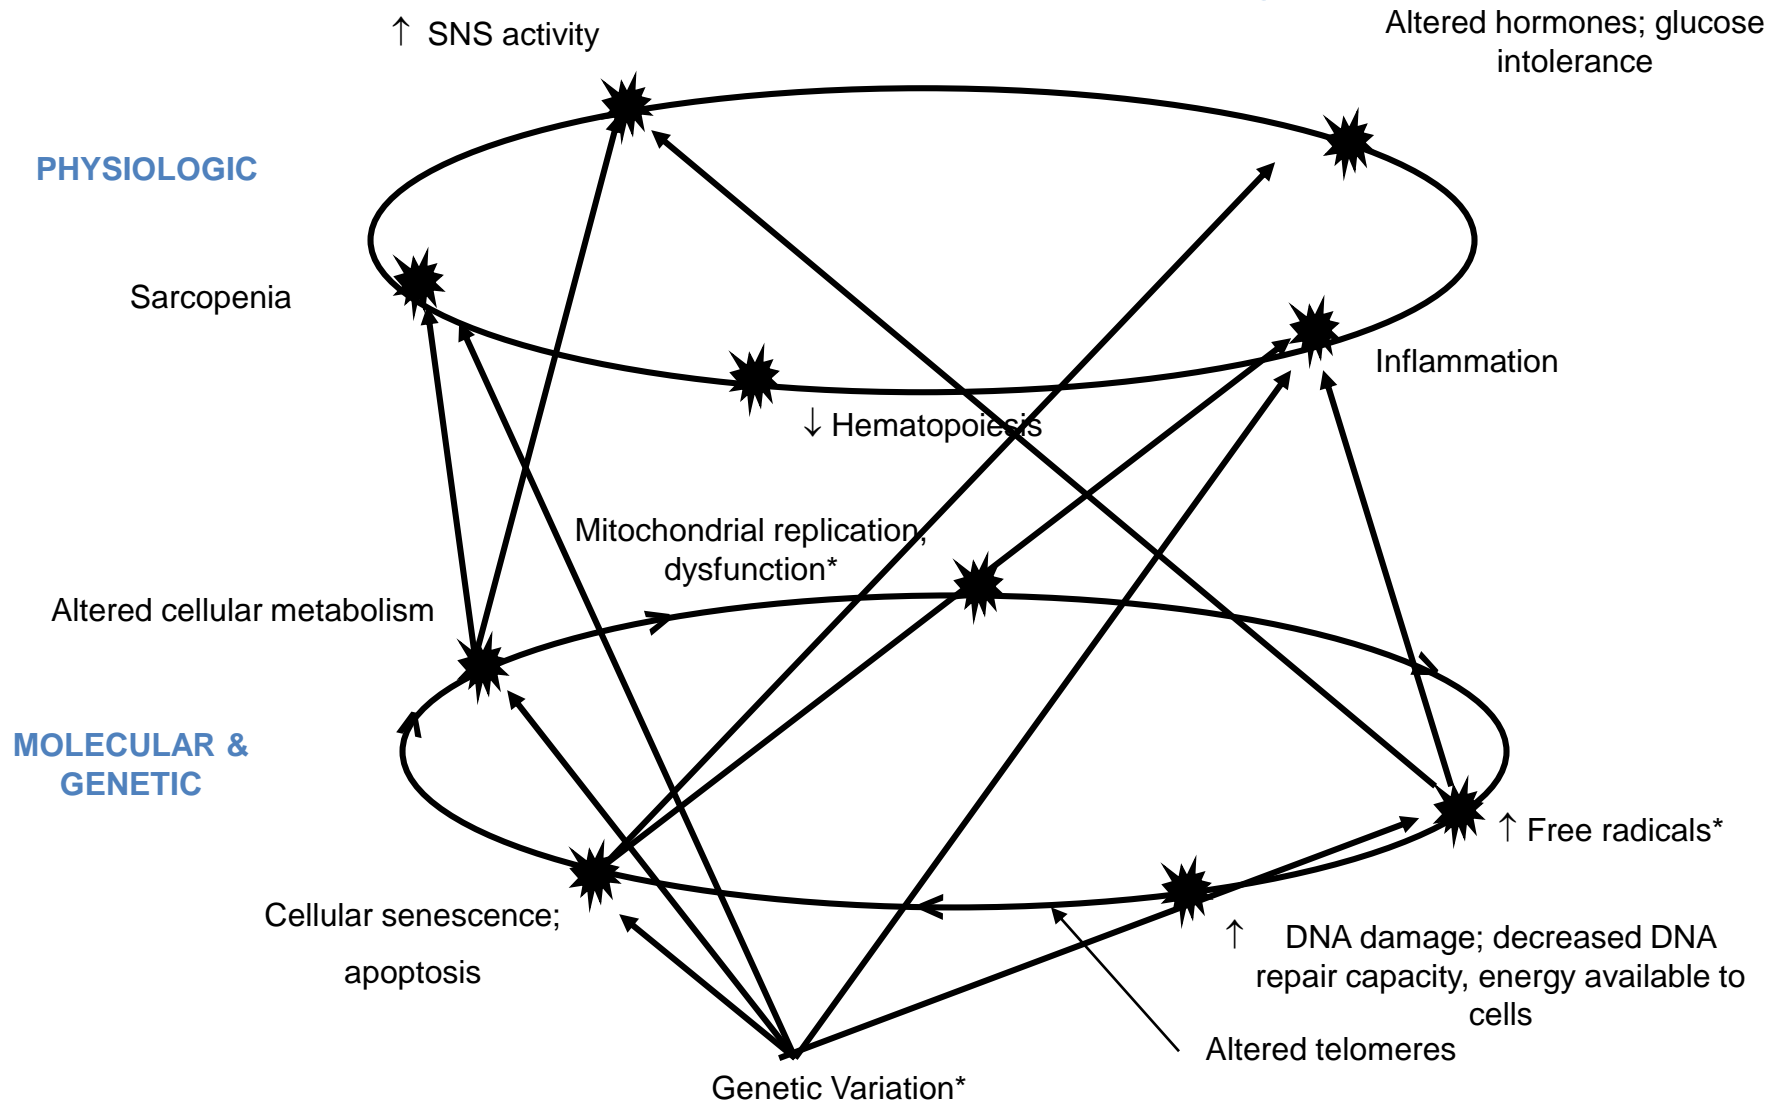 ↑ SNS activity
Altered hormones; glucose
intolerance
PHYSIOLOGIC
Sarcopenia
Inflammation
↓ Hematopoiesis
Mitochondrial replication,
dysfunction*
Altered cellular metabolism
MOLECULAR &
GENETIC
↑ Free radicals*
Cellular senescence;
apoptosis
↑ DNA damage; decreased DNA
repair capacity, energy available to
cells
Altered telomeres
Genetic Variation*